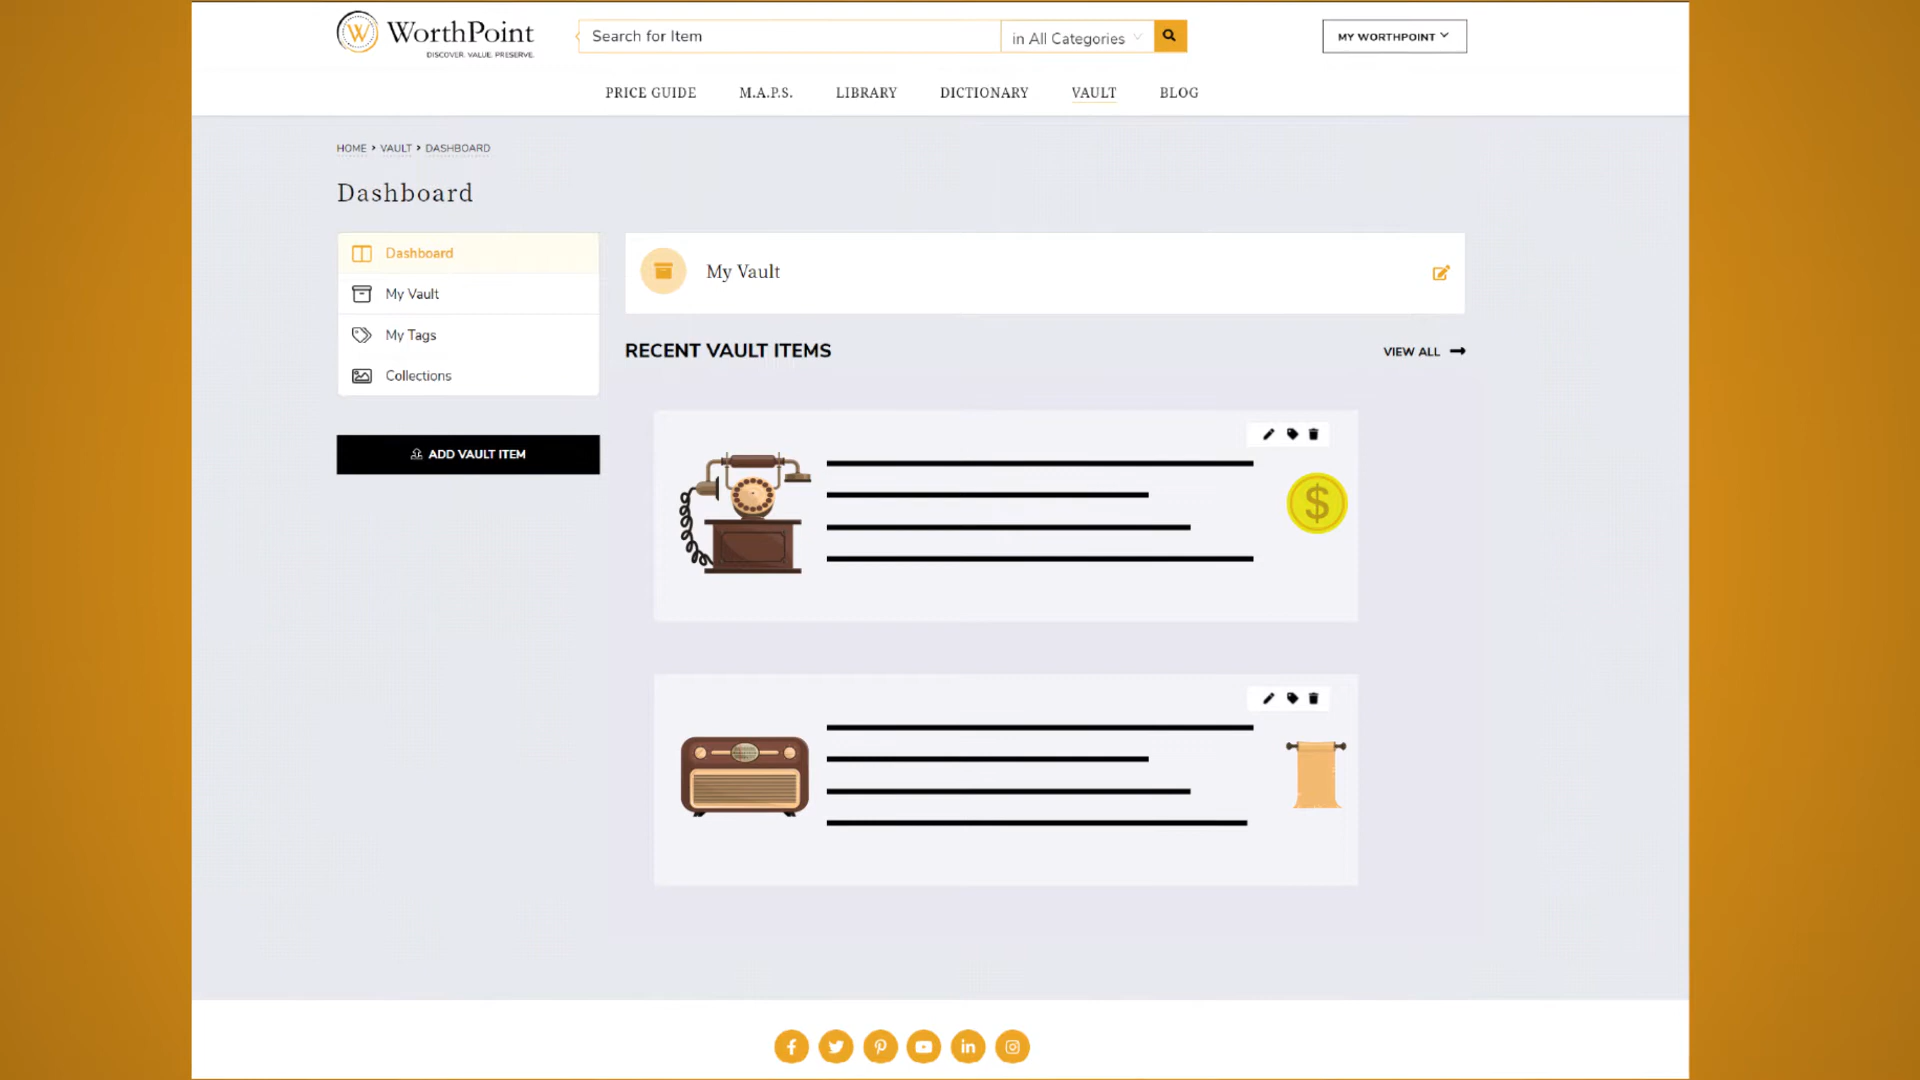 WorthPoint
DISCOVER. VALUE. PRESERVE.
Search for Item
in All Categories
MY WORTHPOINT
PRICE GUIDE
M.A.P.S.
LIBRARY
DICTIONARY
VAULT
BLOG
HOME > VAULT > DASHBOARD
Dashboard
Dashboard
My Vault
My Tags
Collections
ADD VAULT ITEM
My Vault
RECENT VAULT ITEMS
VIEW ALL
$